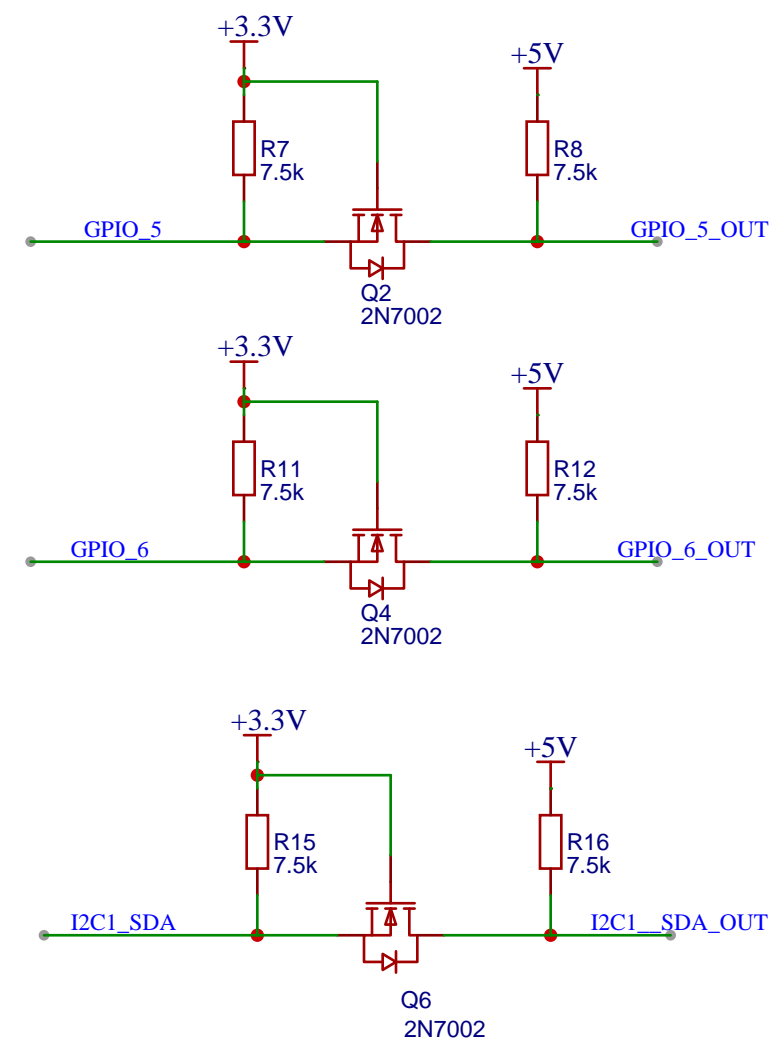 +3.3V
+5V
R7
7.5k
R8
7.5k
GPIO_5
GPIO_5_OUT
Q2
2N7002
+3.3V
+5V
R11
7.5k
R12
7.5k
GPIO_6
GPIO_6_OUT
Q4
2N7002
+3.3V
+5V
R15
7.5k
R16
7.5k
I2C1_SDA
I2C1__SDA_OUT
Q6
2N7002